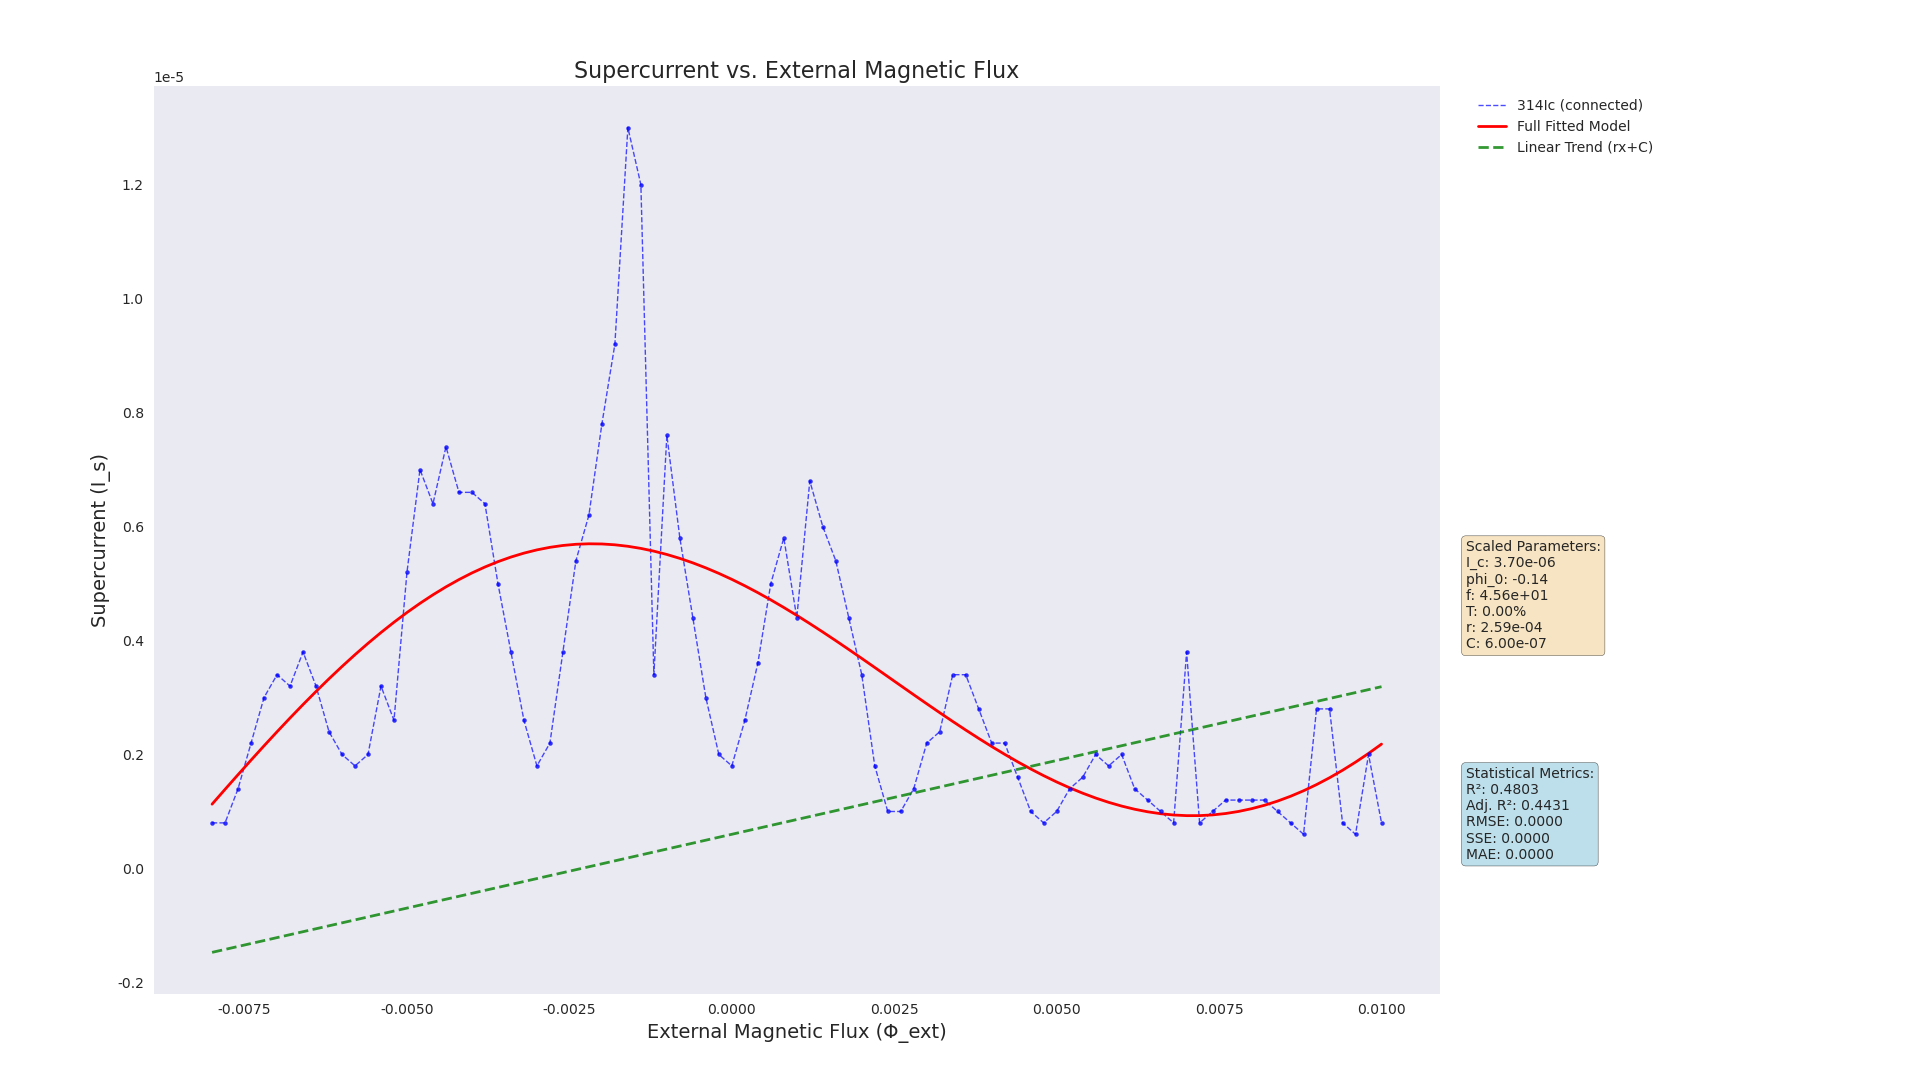 Supercurrent vs. External Magnetic Flux
1e-5
1.2
1.0
0.8
0.6
0.4
0.2
0.0
-0.2
Supercurrent (I_s)
-0.0075
-0.0050
-0.0025
0.0000
0.0025
0.0050
0.0075
0.0100
External Magnetic Flux (Φ_ext)
314Ic (connected)
Full Fitted Model
Linear Trend (rx+C)
Scaled Parameters:
I_c: 3.70e-06
phi_0: -0.14
f: 4.56e+01
T: 0.00%
r: 2.59e-04
C: 6.00e-07
Statistical Metrics:
R²: 0.4803
Adj. R²: 0.4431
RMSE: 0.0000
SSE: 0.0000
MAE: 0.0000